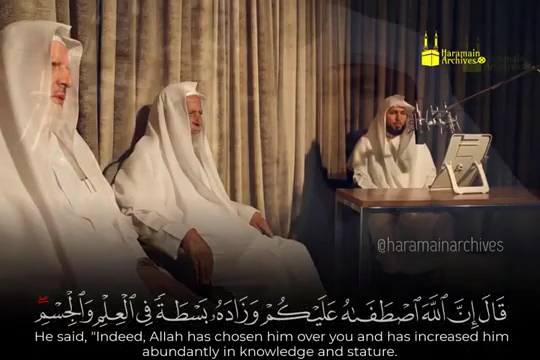 Haramain
Archives
@haramainarchives
قَالَ إِنَّ ٱللَّهَ ٱصْطَفَىٰهُ عَلَيْكُمْ وَزَادَهُۥ بَسْطَةً فِى ٱلْعِلْمِ وَٱلْجِسْمِ ۖ
He said, "Indeed, Allah has chosen him over you and has increased him
abundantly in knowledge and stature.